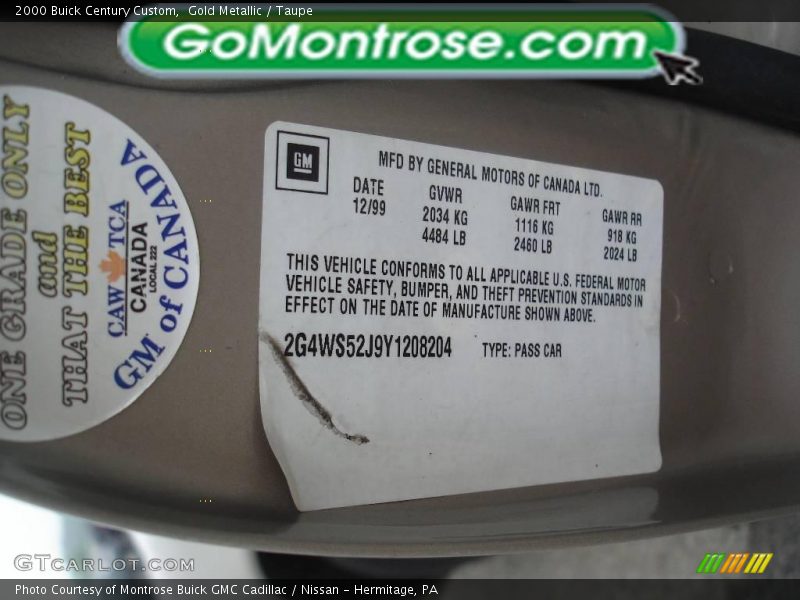 2000 Buick Century Custom,  Gold Metallic / Taupe
GoMontrose.com
ONE GRADE ONLY
and
THAT THE BEST
CAW TCA
CANADA
LOCAL 222
GM of CANADA
GM
MFD BY GENERAL MOTORS OF CANADA LTD.
DATE GVWR GAWR FRT GAWR RR
12/99 2034 KG 1116 KG 918 KG
4484 LB 2460 LB 2024 LB
THIS VEHICLE CONFORMS TO ALL APPLICABLE U.S. FEDERAL MOTOR
VEHICLE SAFETY, BUMPER, AND THEFT PREVENTION STANDARDS IN
EFFECT ON THE DATE OF MANUFACTURE SHOWN ABOVE.
2G4WS52J9Y1208204 TYPE: PASS CAR
GTCARLOT.COM
Photo Courtesy of Montrose Buick GMC Cadillac / Nissan - Hermitage, PA